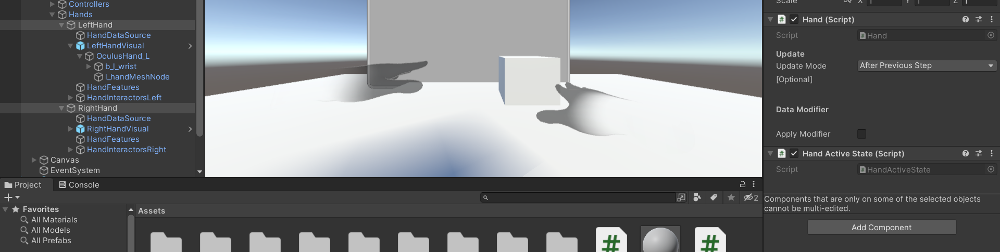 Controllers
Hands
LeftHand
HandDataSource
LeftHandVisual
OculusHand_L
b_l_wrist
l_handMeshNode
HandFeatures
HandInteractorsLeft
RightHand
HandDataSource
RightHandVisual
HandFeatures
HandInteractorsRight
Canvas
EventSystem
Scale X 1 Y 1 Z 1
Hand (Script)
Script Hand
Update
Update Mode After Previous Step
[Optional]
Data Modifier
Apply Modifier
Hand Active State (Script)
Script HandActiveState
Components that are only on some of the selected objects
cannot be multi-edited.
Add Component
Project Console
2
Favorites
All Materials
All Models
All Prefabs
Assets
# #